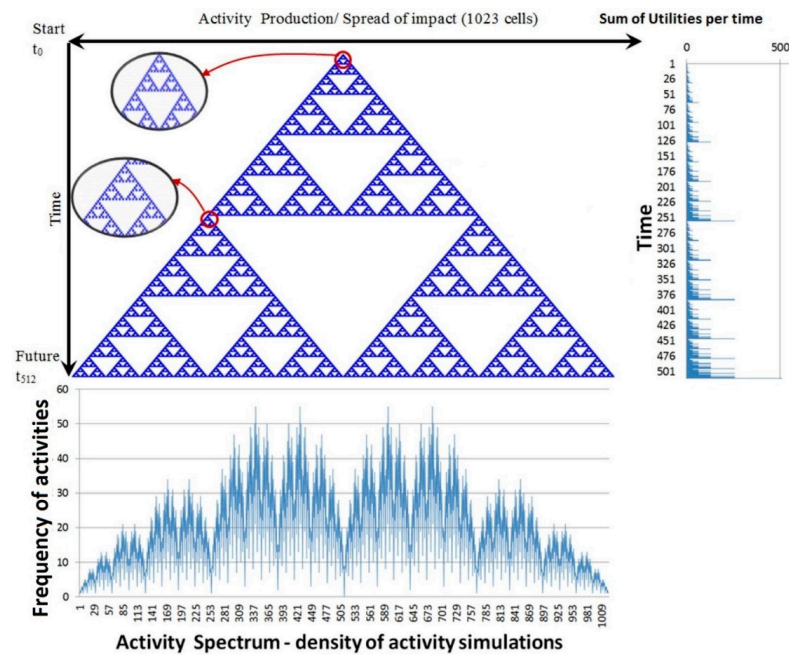 Activity Production/ Spread of impact (1023 cells)
Start
t0
Time
Future
t512
Sum of Utilities per time
0 500
Time
1
26
51
76
101
126
151
176
201
226
251
276
301
326
351
376
401
426
451
476
501
Frequency of activities
60
50
40
30
20
10
0
1 29 57 85 113 141 169 197 225 253 281 309 337 365 393 421 449 477 505 533 561 589 617 645 673 701 729 757 785 813 841 869 897 925 953 981 1009
Activity Spectrum - density of activity simulations